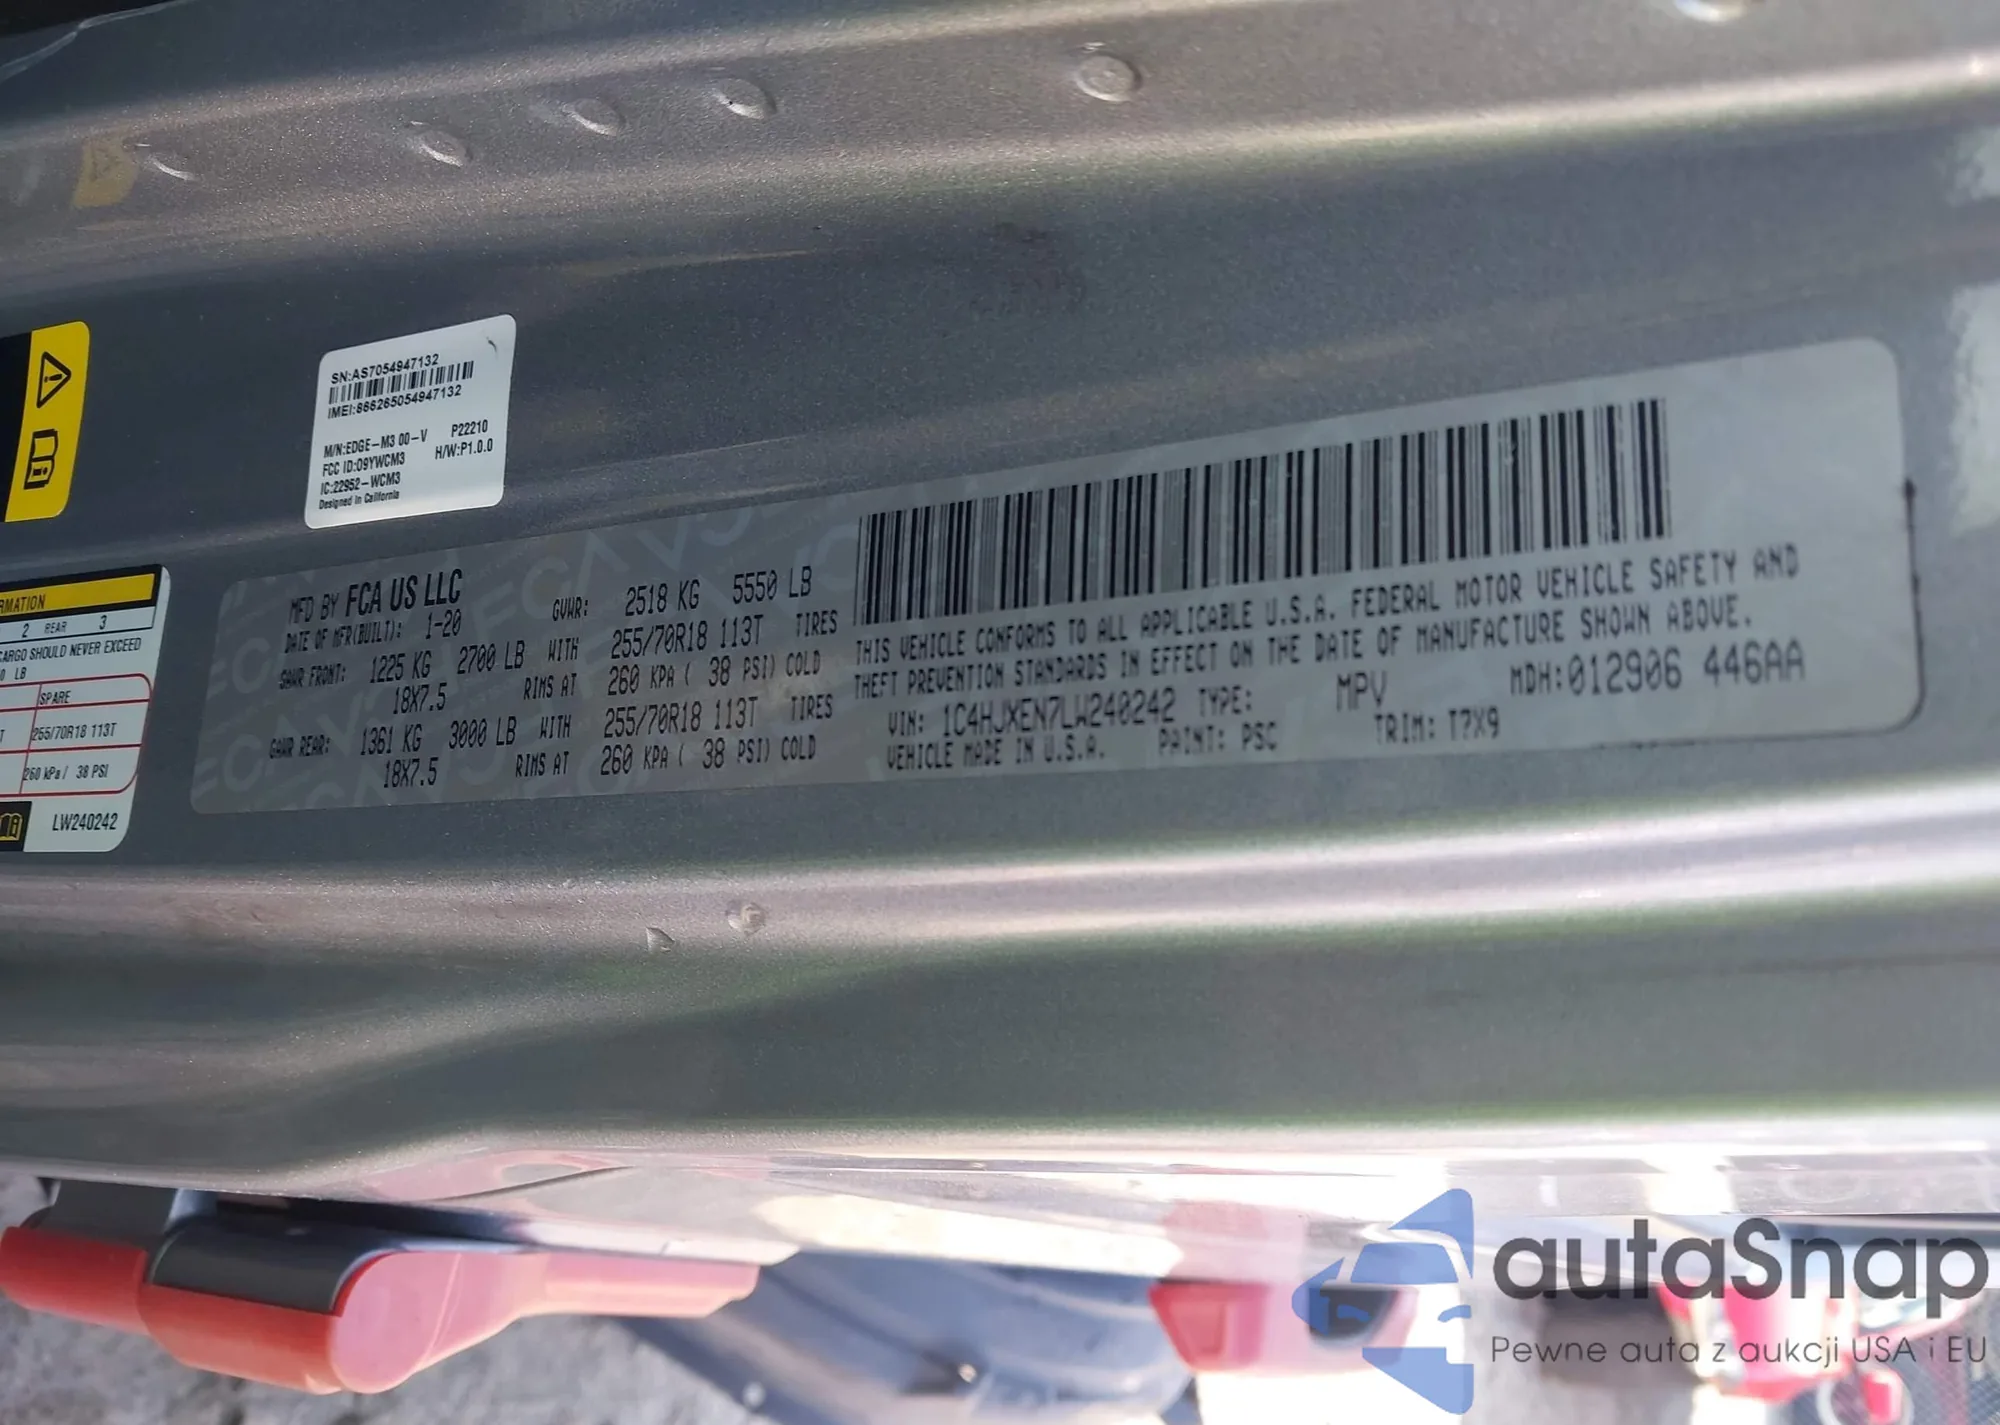 SN:AS7054947132
IMEI:866265054947132
M/N:EDGE-M3 00-V P22210
FCC ID:O9YWCM3 H/W:P1.0.0
IC:22952-WCM3
Designed in California
RMATION
2 REAR 3
CARGO SHOULD NEVER EXCEED
0 LB
SPARE
T 255/70R18 113T
260 kPa / 38 PSI
LW240242
MFD BY FCA US LLC
DATE OF MFR(BUILT): 1-20 GVWR: 2518 KG 5550 LB
GAWR FRONT: 1225 KG 2700 LB WITH 255/70R18 113T TIRES
18X7.5 RIMS AT 260 KPA ( 38 PSI) COLD
GAWR REAR: 1361 KG 3000 LB WITH 255/70R18 113T TIRES
18X7.5 RIMS AT 260 KPA ( 38 PSI) COLD
THIS VEHICLE CONFORMS TO ALL APPLICABLE U.S.A. FEDERAL MOTOR VEHICLE SAFETY AND
THEFT PREVENTION STANDARDS IN EFFECT ON THE DATE OF MANUFACTURE SHOWN ABOVE.
VIN: 1C4HJXEN7LW240242 TYPE: MPV MDH:012906 446AA
VEHICLE MADE IN U.S.A. PAINT: PSC TRIM: T7X9
autaSnap
Pewne auta z aukcji USA i EU